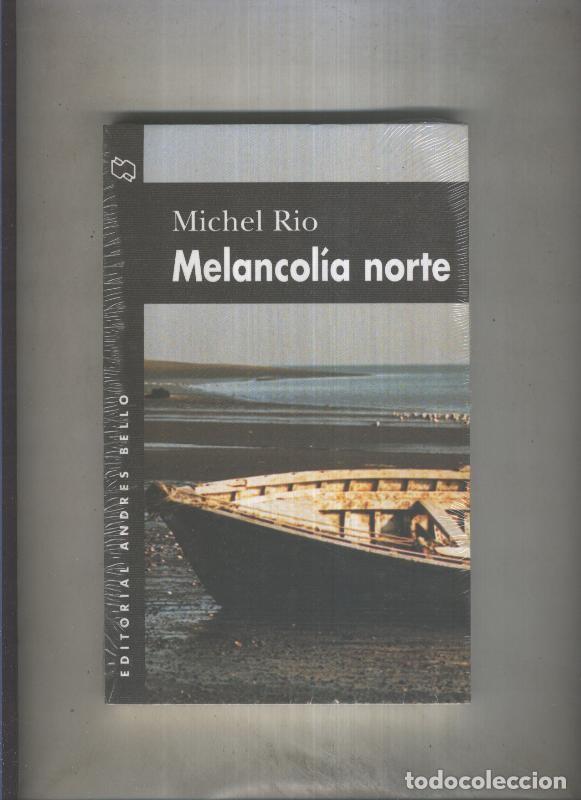 Michel Rio
Melancolía norte
EDITORIAL ANDRES BELLO
todocoleccion